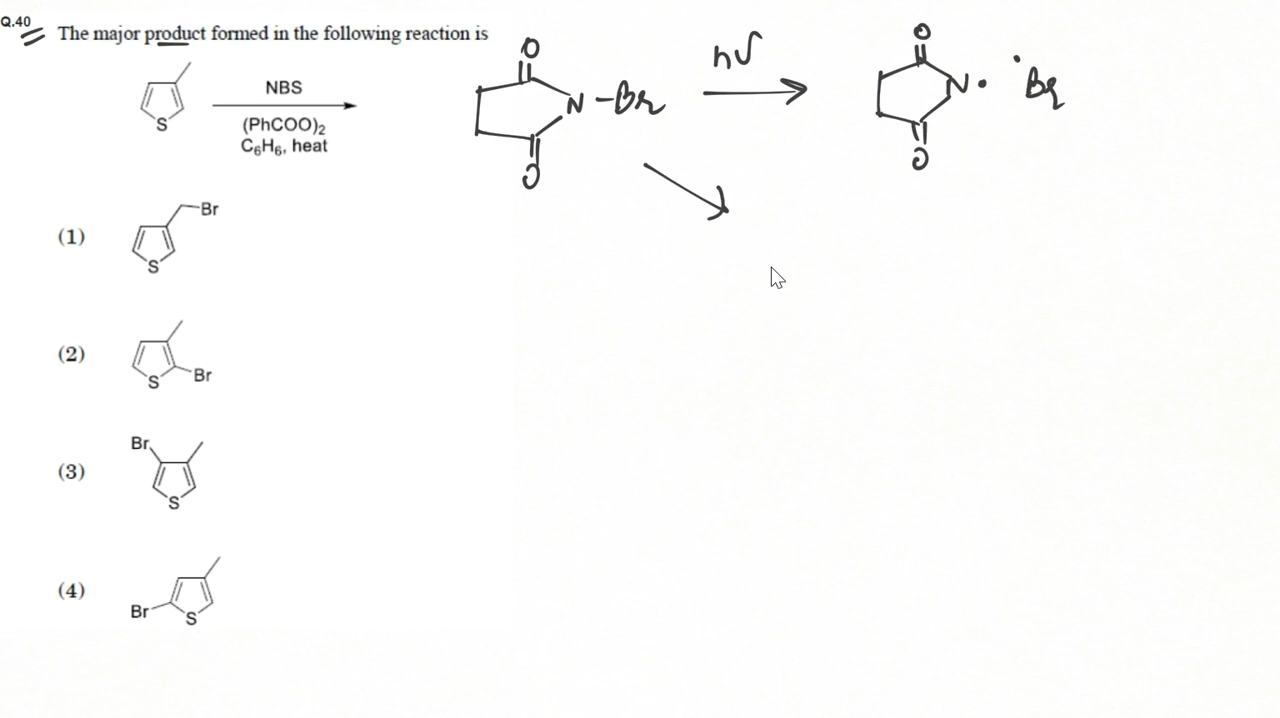 Q.40
The major product formed in the following reaction is
S
NBS
(PhCOO)₂
C₆H₆, heat
O
N-Br
O
hν
O
N• •Br
O
(1)
Br
S
(2)
S
Br
(3)
Br
S
(4)
Br
S